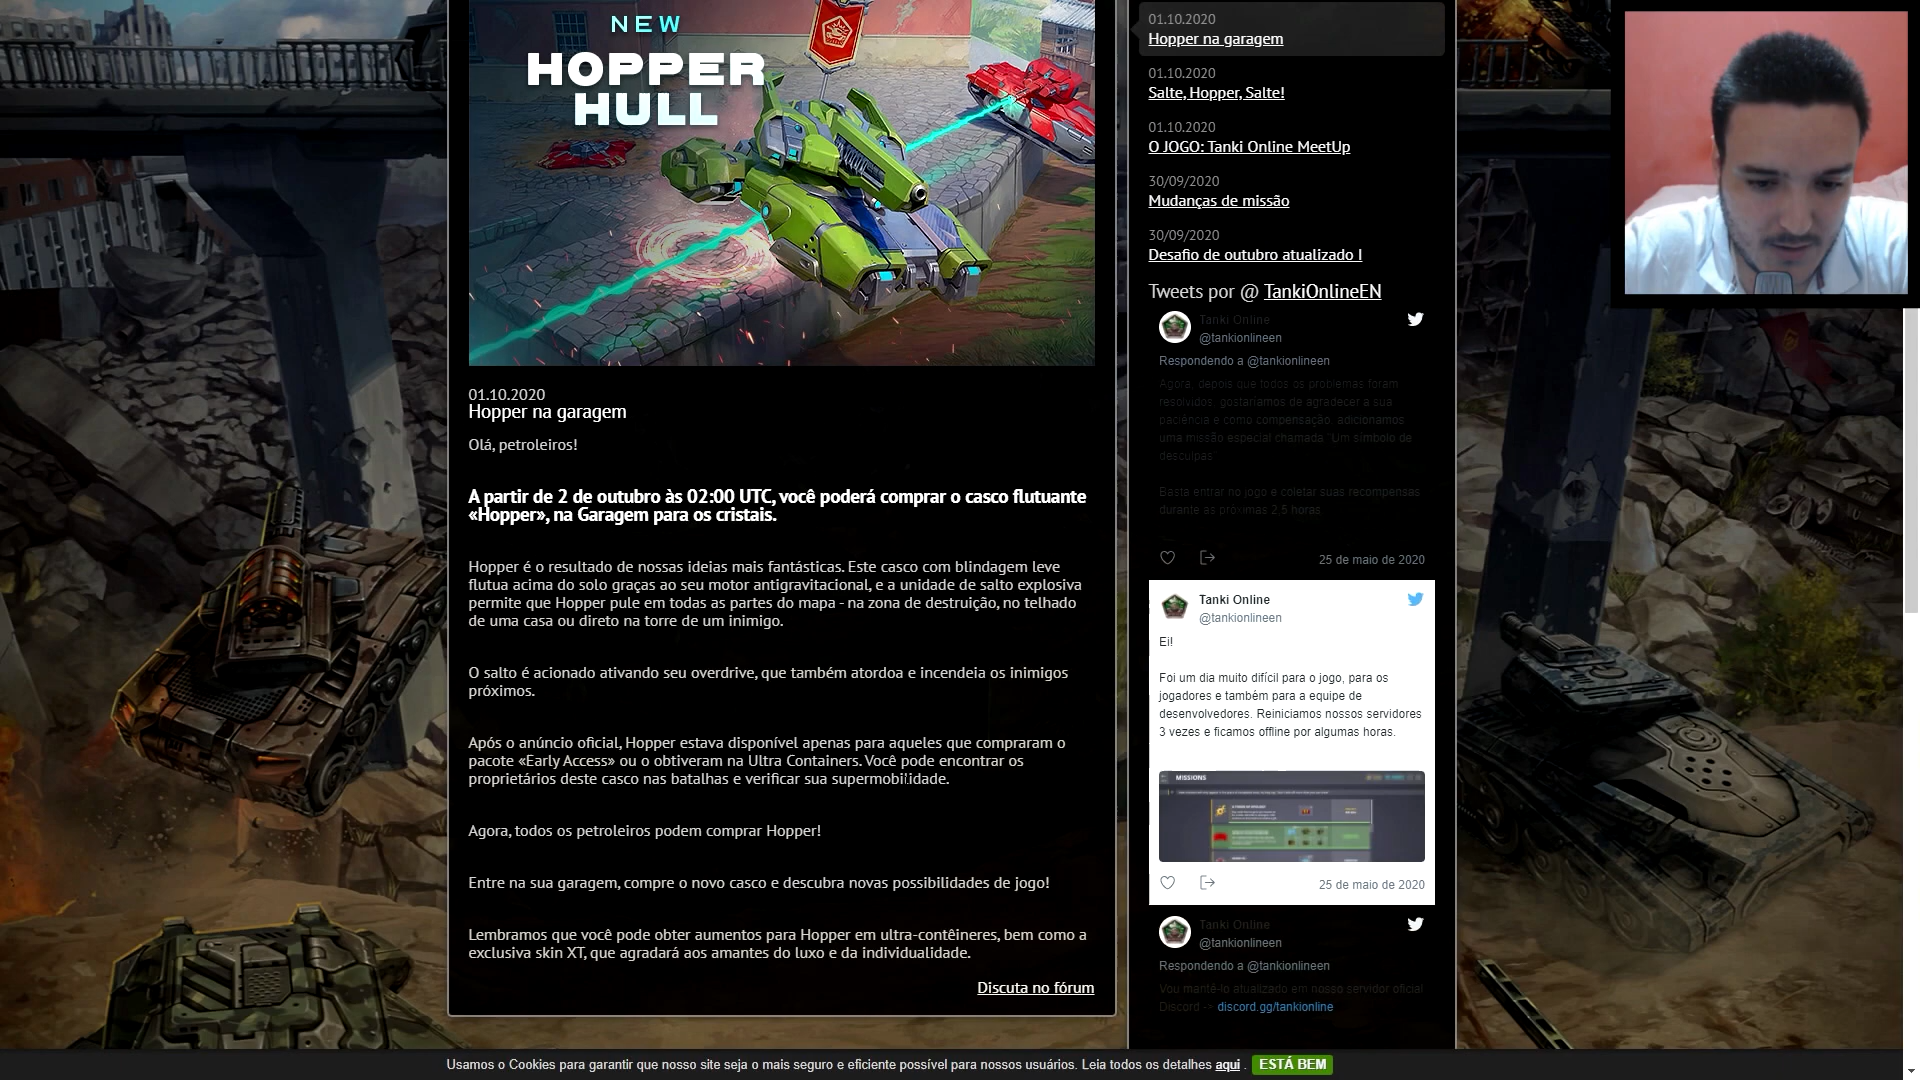 NEW
HOPPER
HULL
01.10.2020
Hopper na garagem
Olá, petroleiros!
A partir de 2 de outubro às 02:00 UTC, você poderá comprar o casco flutuante
«Hopper», na Garagem para os cristais.
Hopper é o resultado de nossas ideias mais fantásticas. Este casco com blindagem leve
flutua acima do solo graças ao seu motor antigravitacional, e a unidade de salto explosiva
permite que Hopper pule em todas as partes do mapa - na zona de destruição, no telhado
de uma casa ou direto na torre de um inimigo.
O salto é acionado ativando seu overdrive, que também atordoa e incendeia os inimigos
próximos.
Após o anúncio oficial, Hopper estava disponível apenas para aqueles que compraram o
pacote «Early Access» ou o obtiveram na Ultra Containers. Você pode encontrar os
proprietários deste casco nas batalhas e verificar sua supermobilidade.
Agora, todos os petroleiros podem comprar Hopper!
Entre na sua garagem, compre o novo casco e descubra novas possibilidades de jogo!
Lembramos que você pode obter aumentos para Hopper em ultra-contêineres, bem como a
exclusiva skin XT, que agradará aos amantes do luxo e da individualidade.
Discuta no fórum
01.10.2020
Hopper na garagem
01.10.2020
Salte, Hopper, Salte!
01.10.2020
O JOGO: Tanki Online MeetUp
30/09/2020
Mudanças de missão
30/09/2020
Desafio de outubro atualizado I
Tweets por @ TankiOnlineEN
Tanki Online
@tankionlineen
Respondendo a @tankionlineen
Agora, depois que todos os problemas foram
resolvidos, gostaríamos de agradecer a sua
paciência e como compensação, adicionamos
uma missão especial chamada "Um símbolo de
desculpas"
Basta entrar no jogo e coletar suas recompensas
durante as próximas 2,5 horas.
25 de maio de 2020
Tanki Online
@tankionlineen
Ei!
Foi um dia muito difícil para o jogo, para os
jogadores e também para a equipe de
desenvolvedores. Reiniciamos nossos servidores
3 vezes e ficamos offline por algumas horas.
MISSIONS
25 de maio de 2020
Tanki Online
@tankionlineen
Respondendo a @tankionlineen
Vou mantê-lo atualizado em nosso servidor oficial
Discord -> discord.gg/tankionline
Usamos o Cookies para garantir que nosso site seja o mais seguro e eficiente possível para nossos usuários. Leia todos os detalhes aqui . ESTÁ BEM